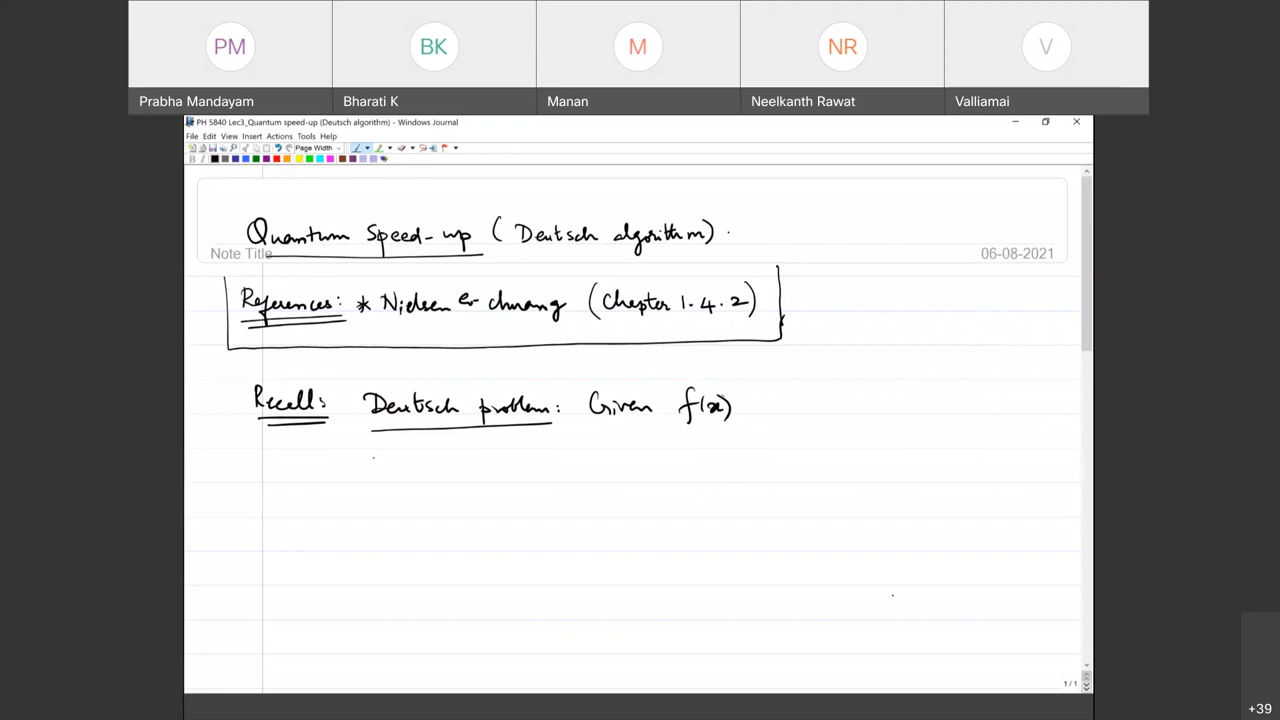 PM BK M NR V
Prabha Mandayam Bharati K Manan Neelkanth Rawat Valliamai
PH 5840 Lec3_Quantum speed-up (Deutsch algorithm) - Windows Journal
File Edit View Insert Actions Tools Help
Page Width
B I
Quantum Speed-up (Deutsch algorithm).
Note Title 06-08-2021
References: * Nielsen & chuang (Chapter 1.4.2)
Recall: Deutsch problem: Given f(x)
1 / 1
+39